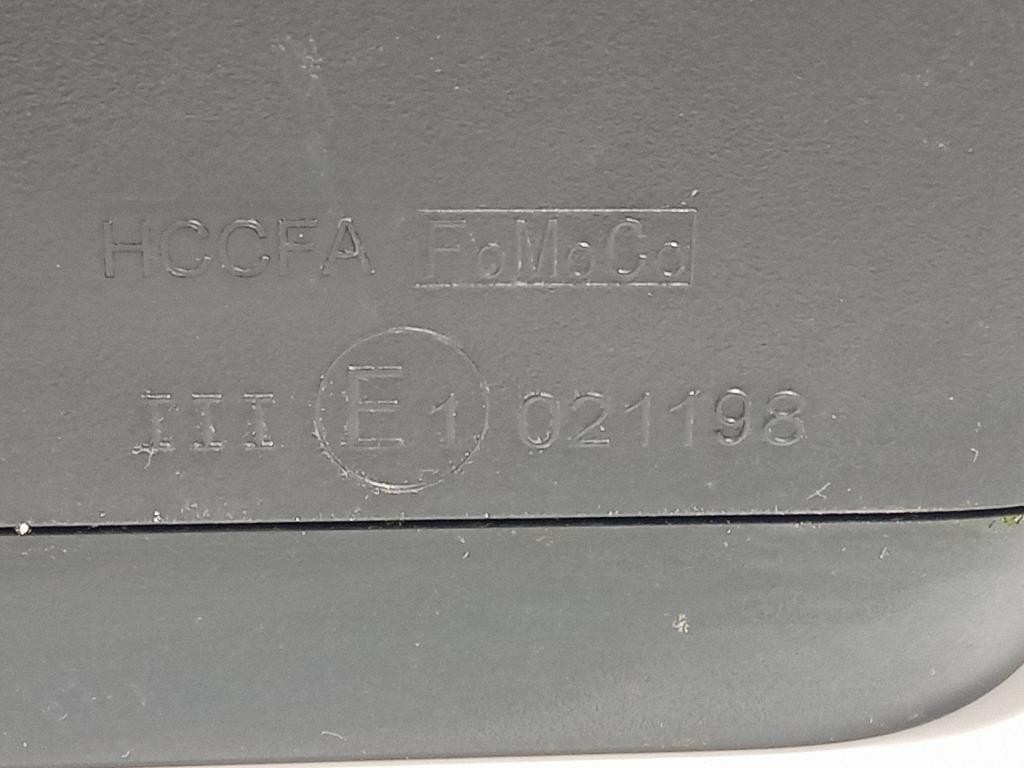 HCCFA FoMoCo
III E1 021198